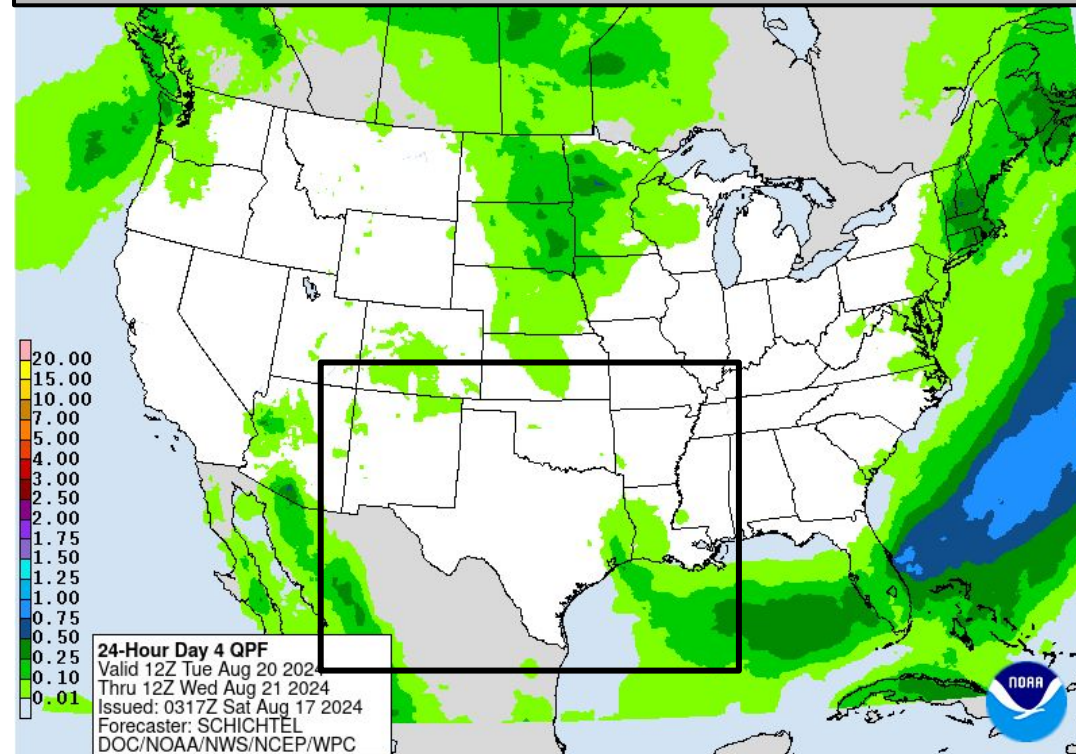 20.00
15.00
10.00
7.00
5.00
4.00
3.00
2.50
2.00
1.75
1.50
1.25
1.00
0.75
0.50
0.25
0.10
0.01
24-Hour Day 4 QPF
Valid 12Z Tue Aug 20 2024
Thru 12Z Wed Aug 21 2024
Issued: 0317Z Sat Aug 17 2024
Forecaster: SCHICHTEL
DOC/NOAA/NWS/NCEP/WPC
NOAA